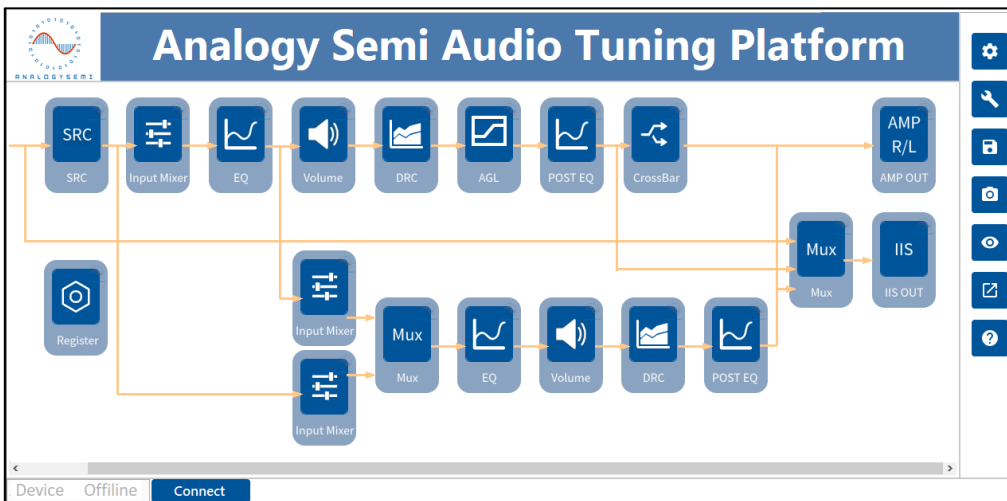 Analogy Semi Audio Tuning Platform
ANALOGYSEMI
SRC
AMP
R/L
SRC
Input Mixer
EQ
Volume
DRC
AGL
POST EQ
CrossBar
AMP OUT
Mux
IIS
Mux
IIS OUT
Register
Input Mixer
Mux
Mux
EQ
Volume
DRC
POST EQ
Input Mixer
Device
Offiline
Connect